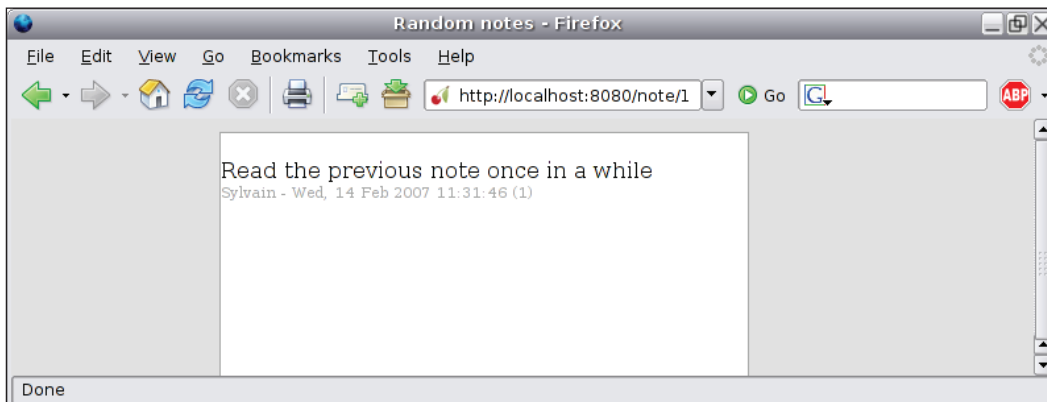 Random notes - Firefox
File Edit View Go Bookmarks Tools Help
http://localhost:8080/note/1 Go G ABP
Read the previous note once in a while
Sylvain - Wed, 14 Feb 2007 11:31:46 (1)
Done